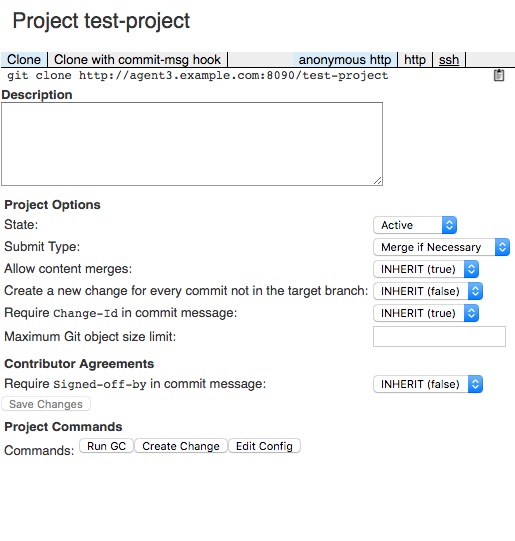 Project test-project
Clone Clone with commit-msg hook anonymous http http ssh
git clone http://agent3.example.com:8090/test-project
Description
Project Options
State: Active
Submit Type: Merge if Necessary
Allow content merges: INHERIT (true)
Create a new change for every commit not in the target branch: INHERIT (false)
Require Change-Id in commit message: INHERIT (true)
Maximum Git object size limit:
Contributor Agreements
Require Signed-off-by in commit message: INHERIT (false)
Save Changes
Project Commands
Commands: Run GC Create Change Edit Config